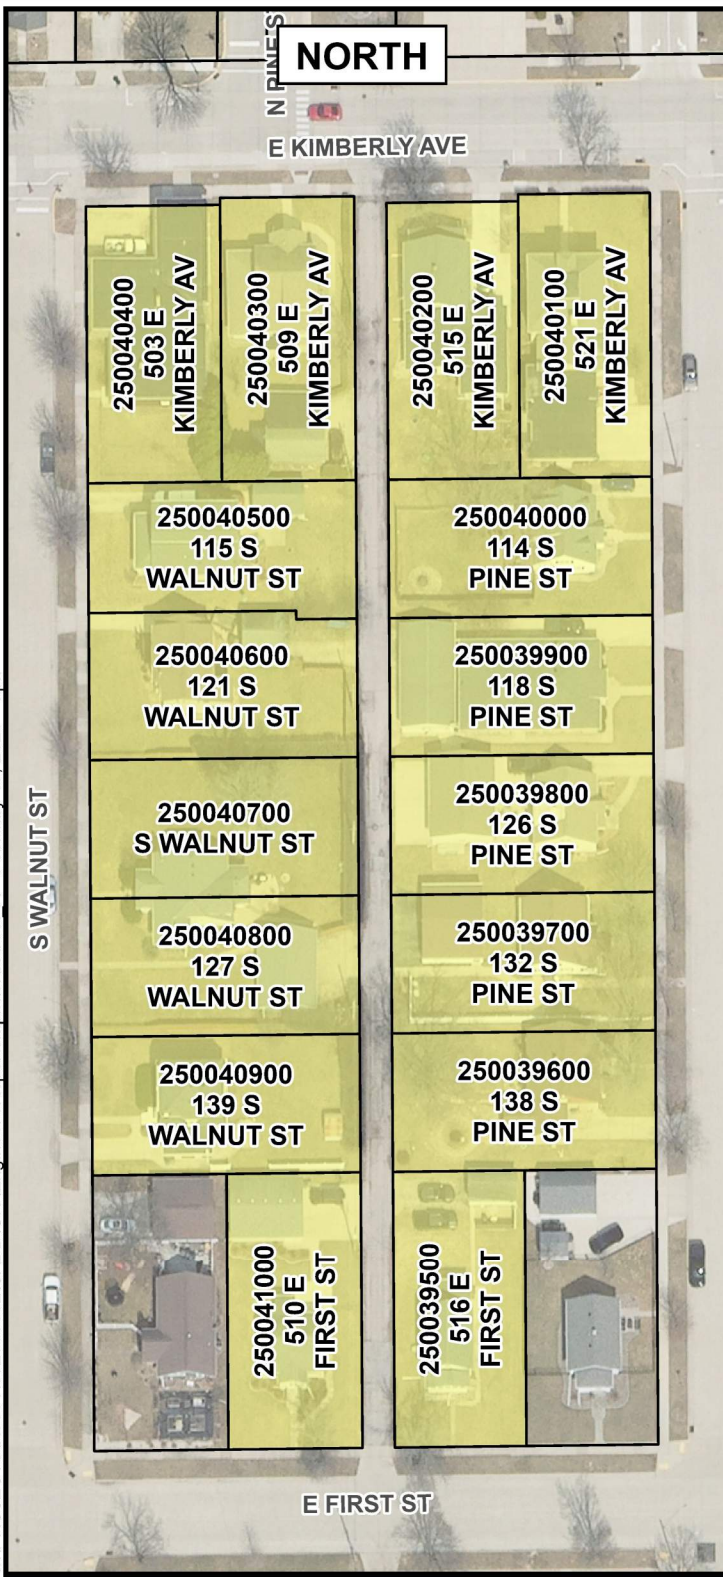 NORTH
N PINE S
E KIMBERLY AVE
250040400
503 E
KIMBERLY AV
250040300
509 E
KIMBERLY AV
250040200
515 E
KIMBERLY AV
250040100
521 E
KIMBERLY AV
250040500
115 S
WALNUT ST
250040000
114 S
PINE ST
250040600
121 S
WALNUT ST
250039900
118 S
PINE ST
S WALNUT ST
250040700
S WALNUT ST
250039800
126 S
PINE ST
250040800
127 S
WALNUT ST
250039700
132 S
PINE ST
250040900
139 S
WALNUT ST
250039600
138 S
PINE ST
250041000
510 E
FIRST ST
250039500
516 E
FIRST ST
E FIRST ST